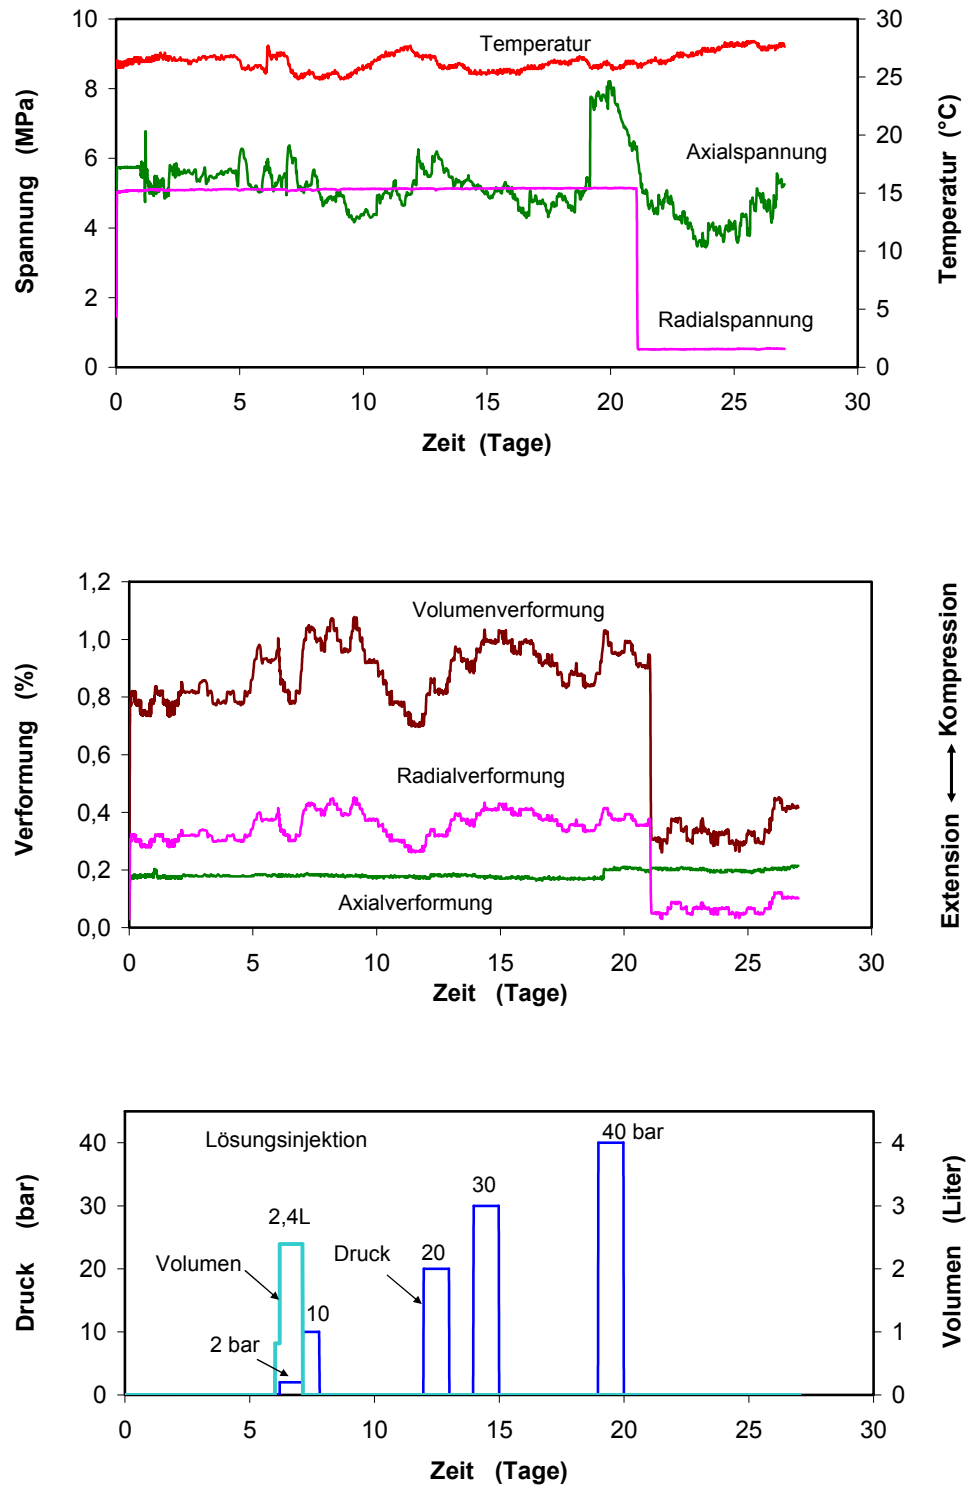 10
8
6
4
2
0
Spannung (MPa)
30
25
20
15
10
5
0
Temperatur (°C)
Temperatur
Axialspannung
Radialspannung
0 5 10 15 20 25 30
Zeit (Tage)
1,2
1,0
0,8
0,6
0,4
0,2
0,0
Verformung (%)
Volumenverformung
Radialverformung
Axialverformung
Extension Kompression
0 5 10 15 20 25 30
Zeit (Tage)
40
30
20
10
0
Druck (bar)
4
3
2
1
0
Volumen (Liter)
Lösungsinjektion
40 bar
30
2,4L
Volumen
Druck
20
10
2 bar
0 5 10 15 20 25 30
Zeit (Tage)